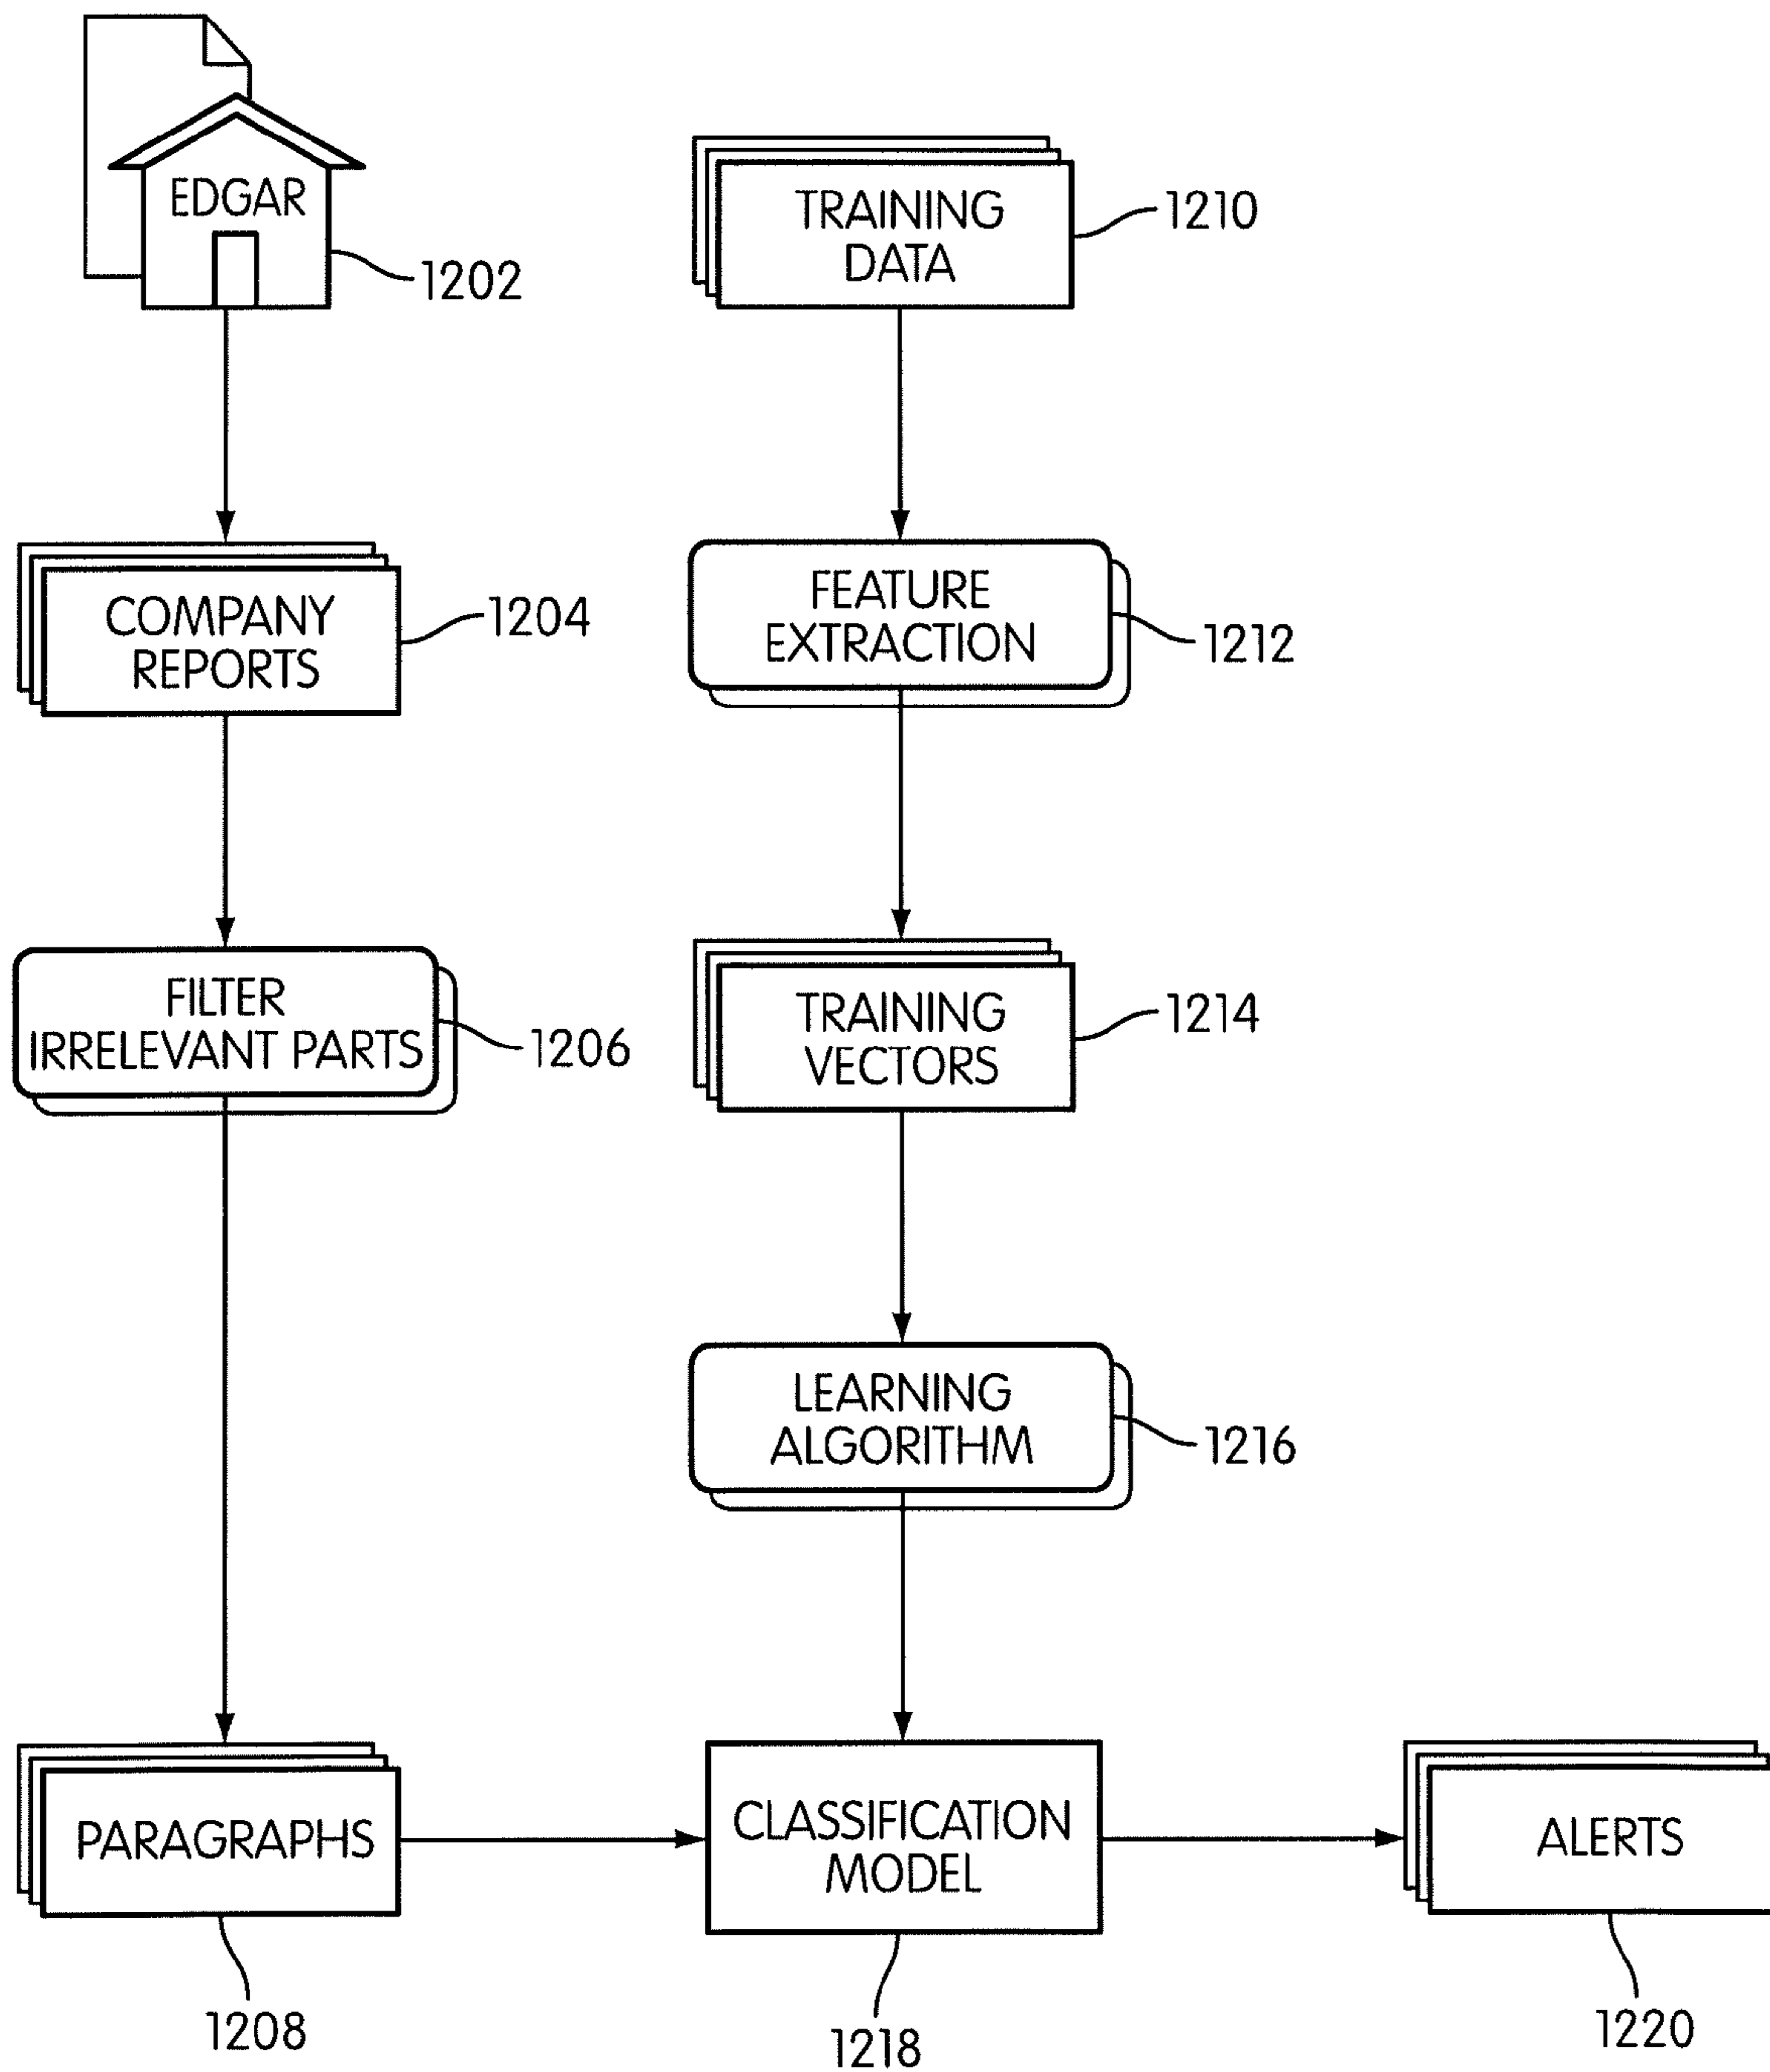 EDGAR
1202
COMPANY
REPORTS
1204
FILTER
IRRELEVANT PARTS
1206
PARAGRAPHS
1208
TRAINING
DATA
1210
FEATURE
EXTRACTION
1212
TRAINING
VECTORS
1214
LEARNING
ALGORITHM
1216
CLASSIFICATION
MODEL
1218
ALERTS
1220